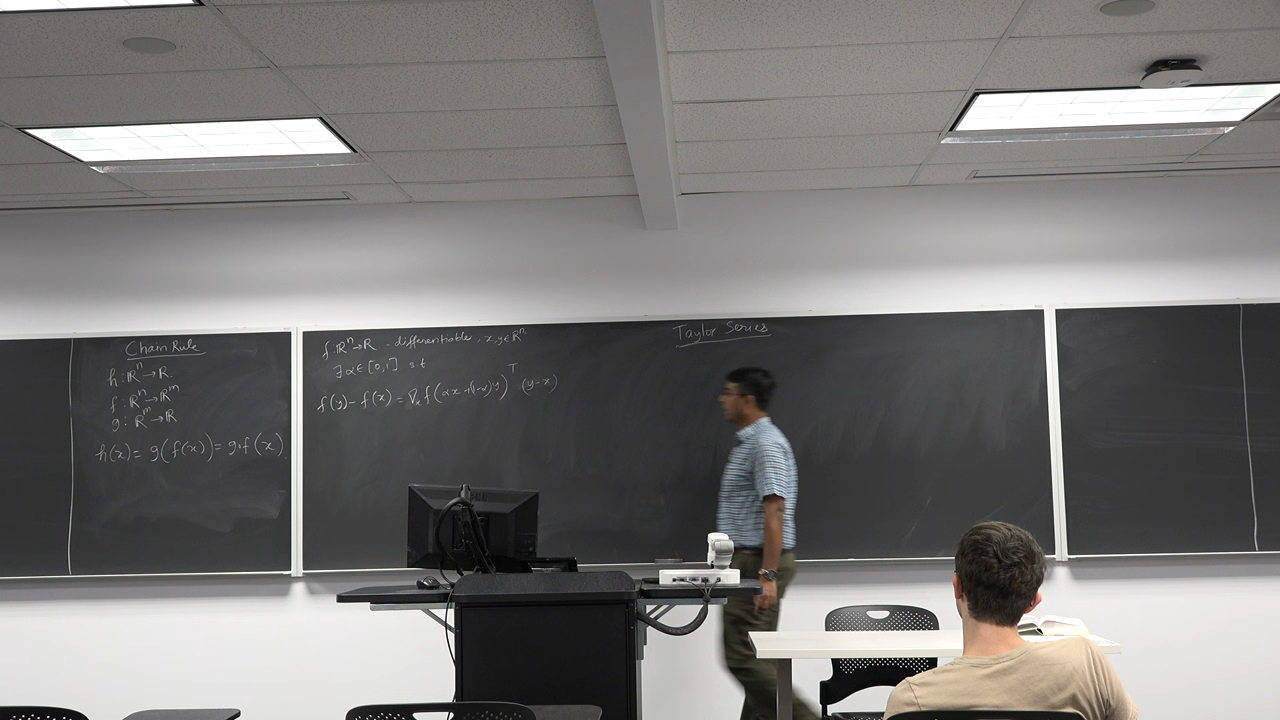 Chain Rule
h : ℝⁿ → ℝ.
f : ℝⁿ → ℝᵐ
g : ℝᵐ → ℝ
h(x) = g(f(x)) = g∘f(x).
f : ℝⁿ → ℝ - differentiable, x, y ∈ ℝⁿ
∃ α ∈ [0, 1] s.t
f(y) - f(x) = ∇ₓ f(αx + (1-α)y)ᵀ (y-x)
Taylor Series